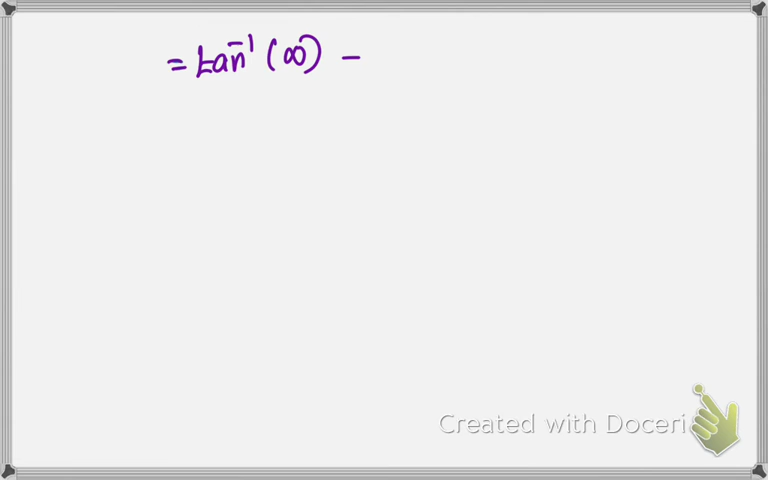 = tan⁻¹ (∞) −
Created with Doceri